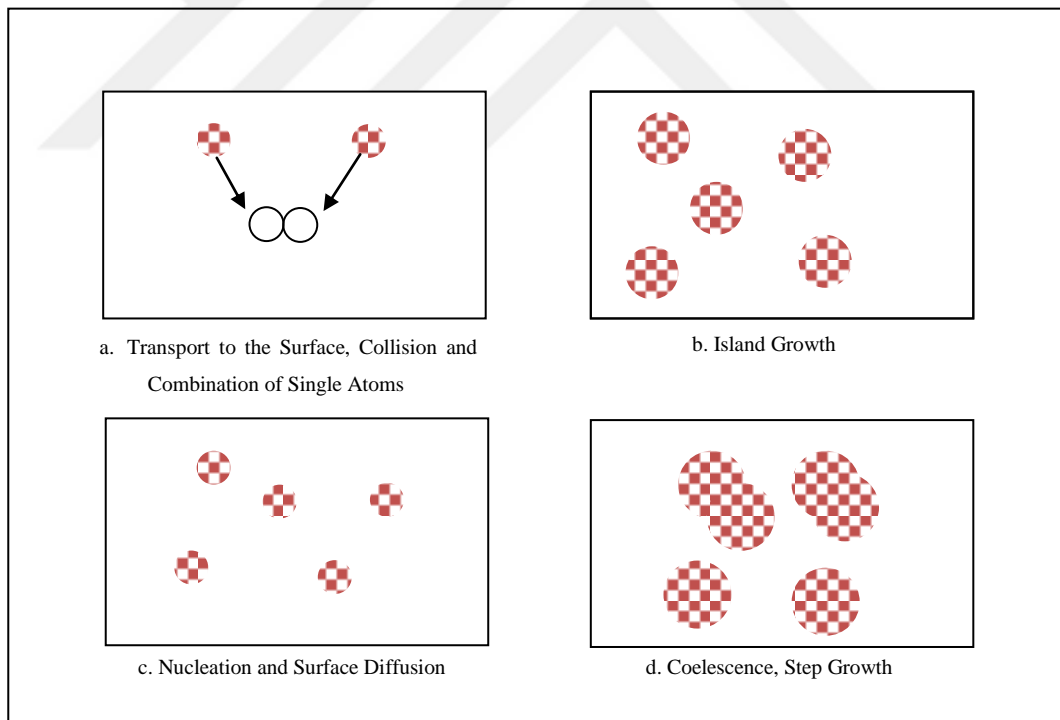 a. Transport to the Surface, Collision and
Combination of Single Atoms
b. Island Growth
c. Nucleation and Surface Diffusion
d. Coelescence, Step Growth